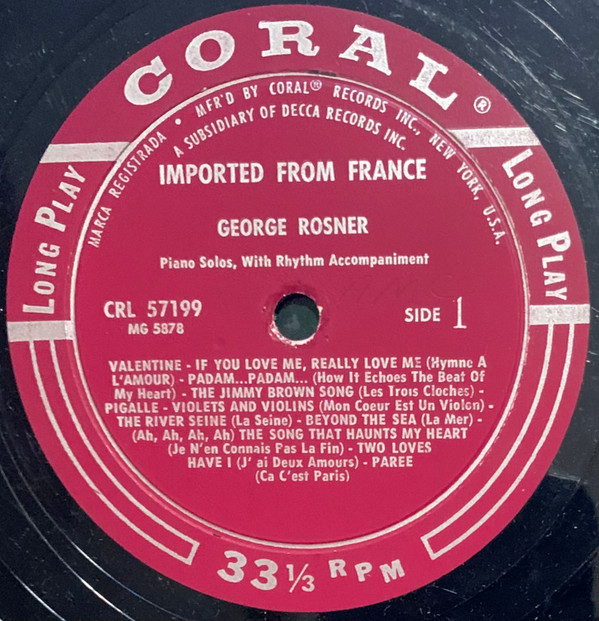 CORAL®
MARCA REGISTRADA • MFR'D BY CORAL® RECORDS INC., NEW YORK, U.S.A.
A SUBSIDIARY OF DECCA RECORDS INC.
IMPORTED FROM FRANCE
GEORGE ROSNER
Piano Solos, With Rhythm Accompaniment
LONG PLAY
LONG PLAY
CRL 57199
MG 5878
SIDE 1
VALENTINE - IF YOU LOVE ME, REALLY LOVE ME (Hymne A
L'AMOUR) - PADAM...PADAM... (How It Echoes The Beat Of
My Heart) - THE JIMMY BROWN SONG (Les Trois Cloches) -
PIGALLE - VIOLETS AND VIOLINS (Mon Coeur Est Un Violon) -
THE RIVER SEINE (La Seine) - BEYOND THE SEA (La Mer) -
(Ah, Ah, Ah, Ah) THE SONG THAT HAUNTS MY HEART
(Je N'en Connais Pas La Fin) - TWO LOVES
HAVE I (J' ai Deux Amours) - PAREE
(Ca C'est Paris)
33 1/3 RPM